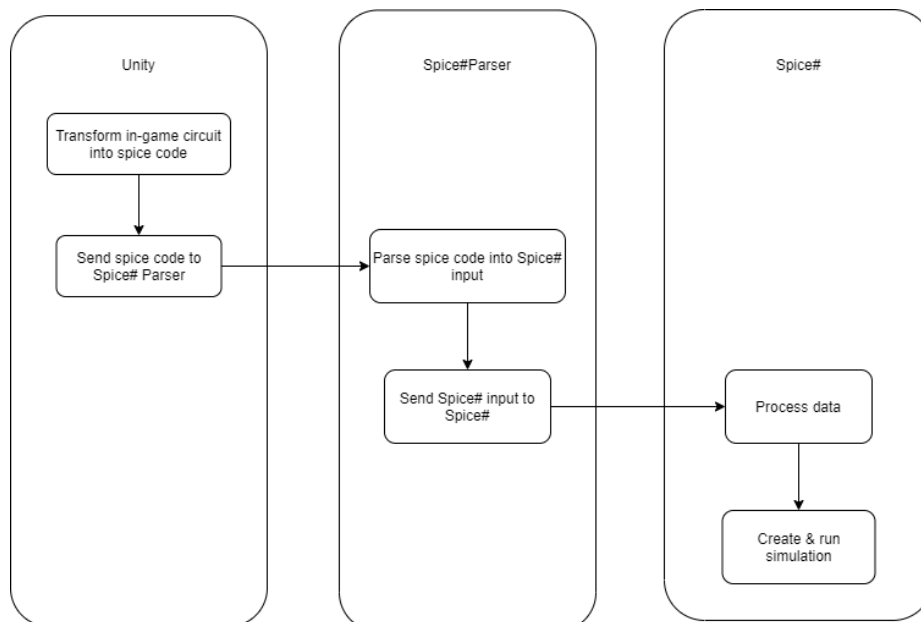 Unity
Spice#Parser
Spice#
Transform in-game circuit
into spice code
Send spice code to
Spice# Parser
Parse spice code into Spice#
input
Send Spice# input to
Spice#
Process data
Create & run
simulation